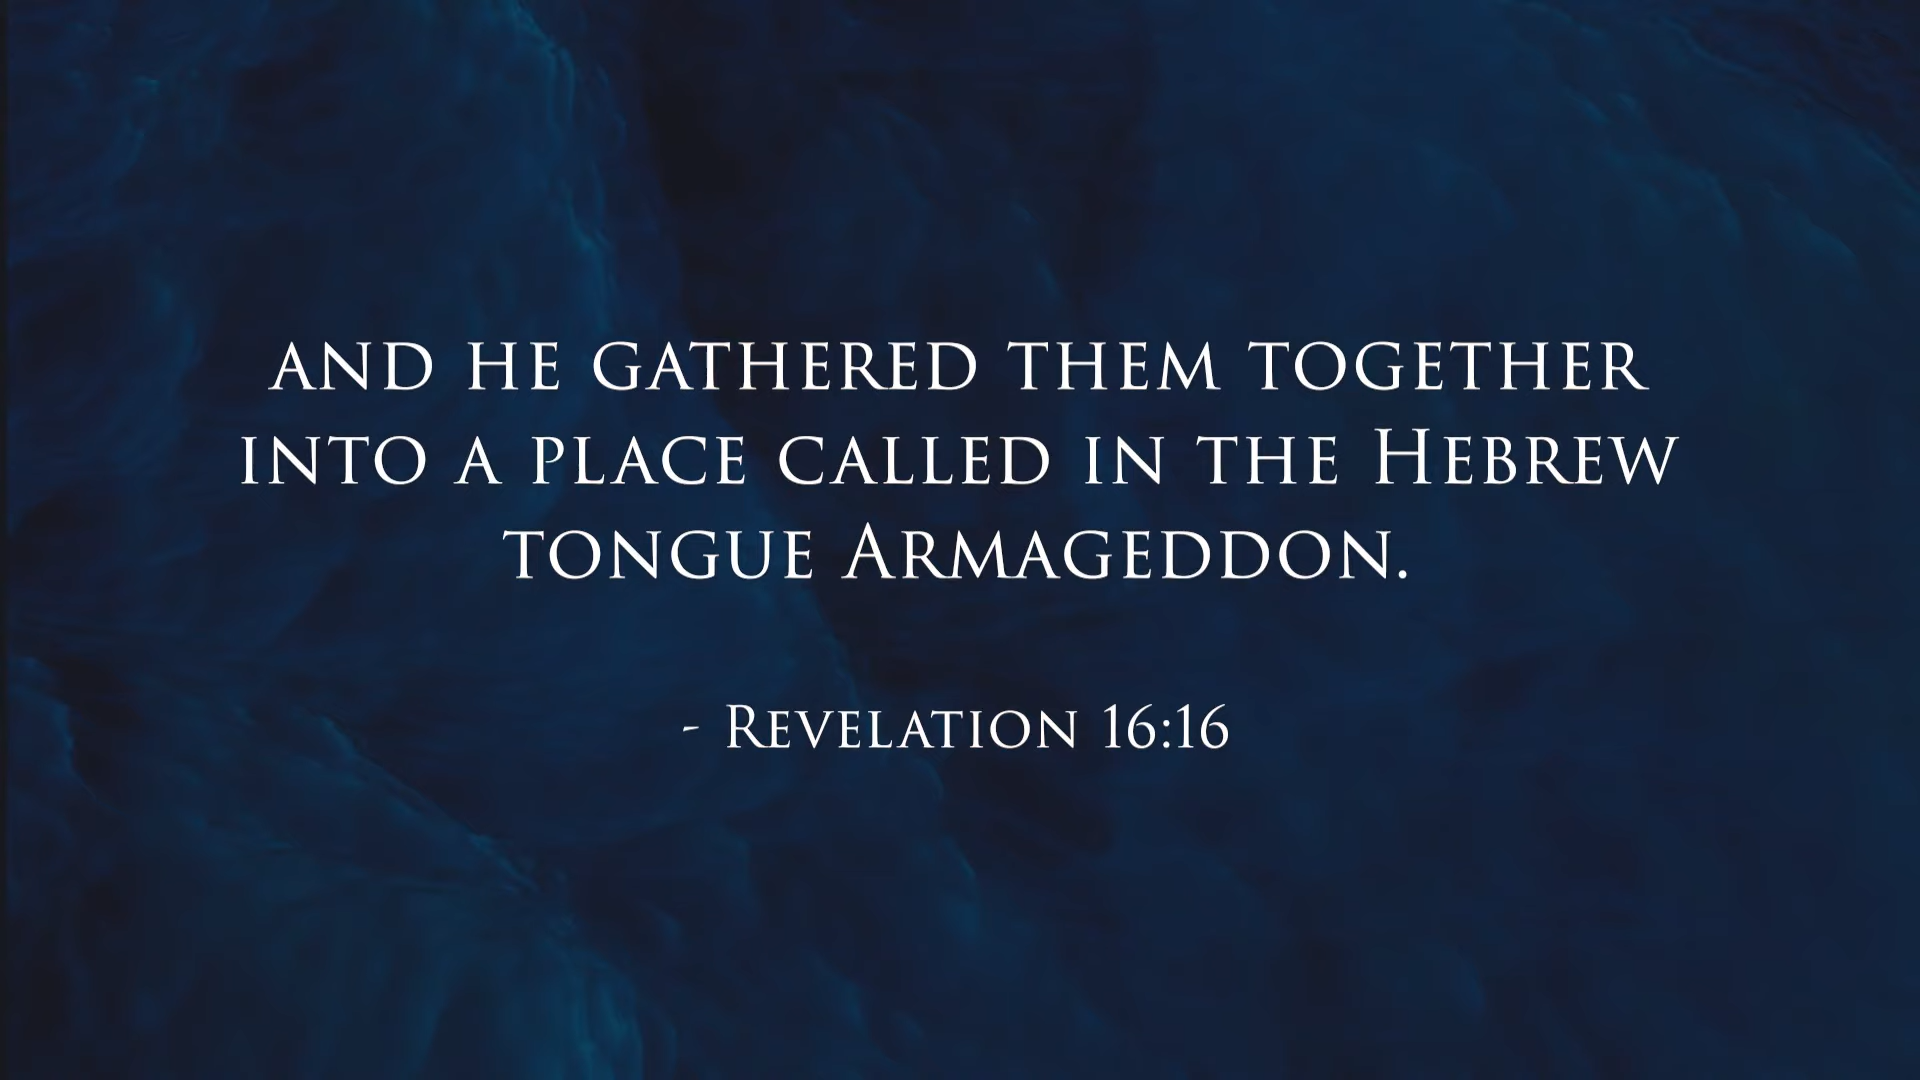 and he gathered them together
into a place called in the Hebrew
tongue Armageddon.
- Revelation 16:16